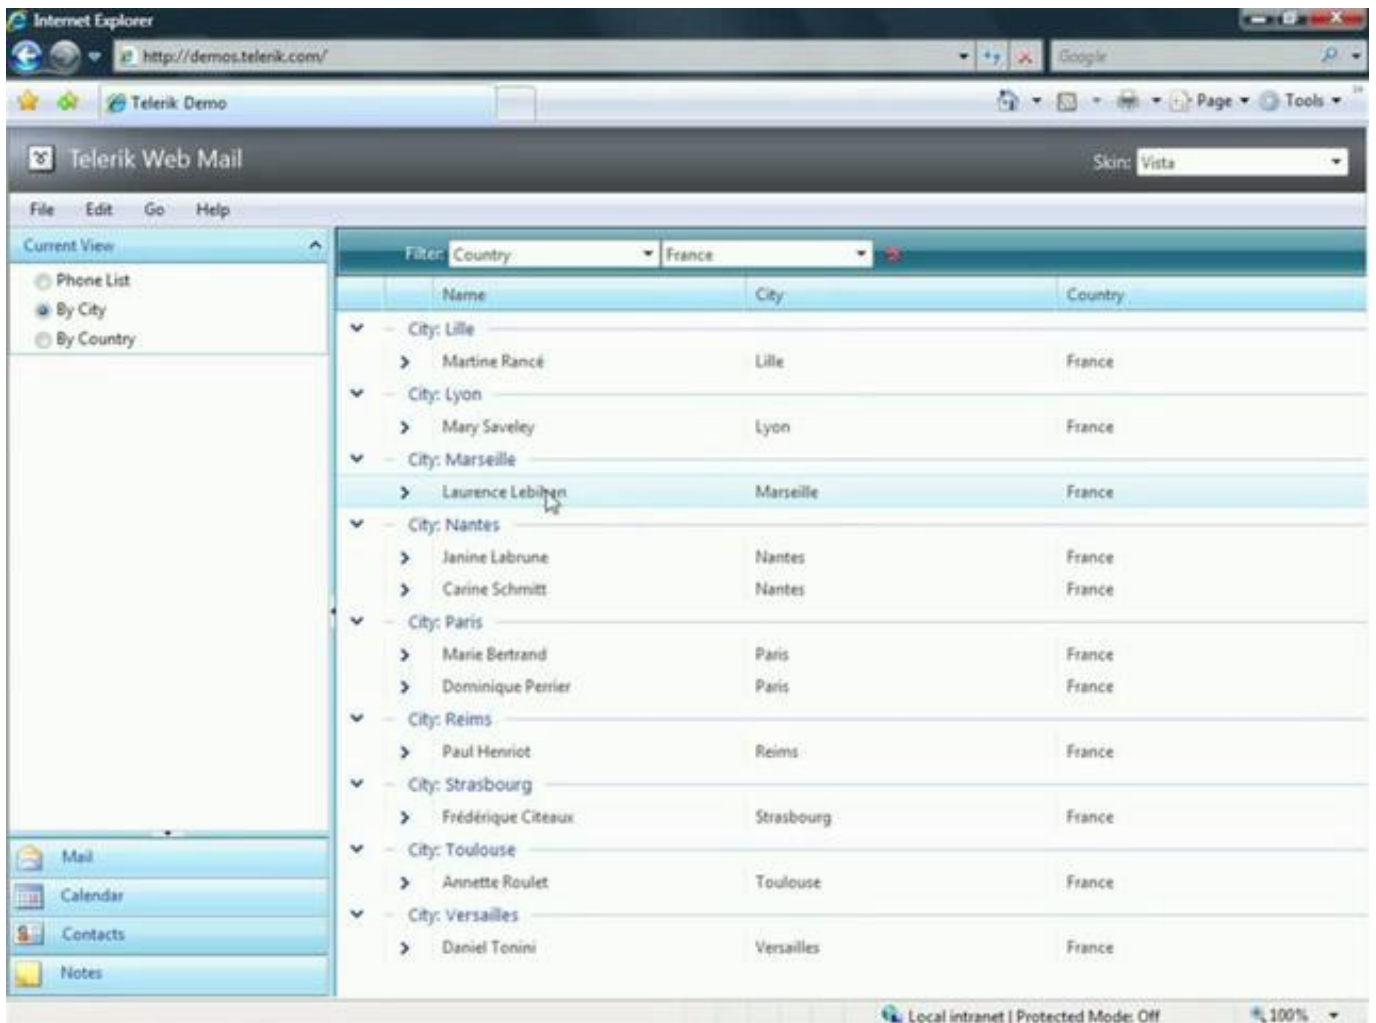 Internet Explorer
http://demos.telerik.com/
Google
Telerik Demo
Page
Tools
Telerik Web Mail
Skin: Vista
File Edit Go Help
Current View
Phone List
By City
By Country
Filter: Country France
Name City Country
City: Lille
Martine Rancé Lille France
City: Lyon
Mary Saveley Lyon France
City: Marseille
Laurence Lebihan Marseille France
City: Nantes
Janine Labrune Nantes France
Carine Schmitt Nantes France
City: Paris
Marie Bertrand Paris France
Dominique Perrier Paris France
City: Reims
Paul Henriot Reims France
City: Strasbourg
Frédérique Citeaux Strasbourg France
City: Toulouse
Annette Roulet Toulouse France
City: Versailles
Daniel Tonini Versailles France
Mail
Calendar
Contacts
Notes
Local intranet | Protected Mode: Off
100%